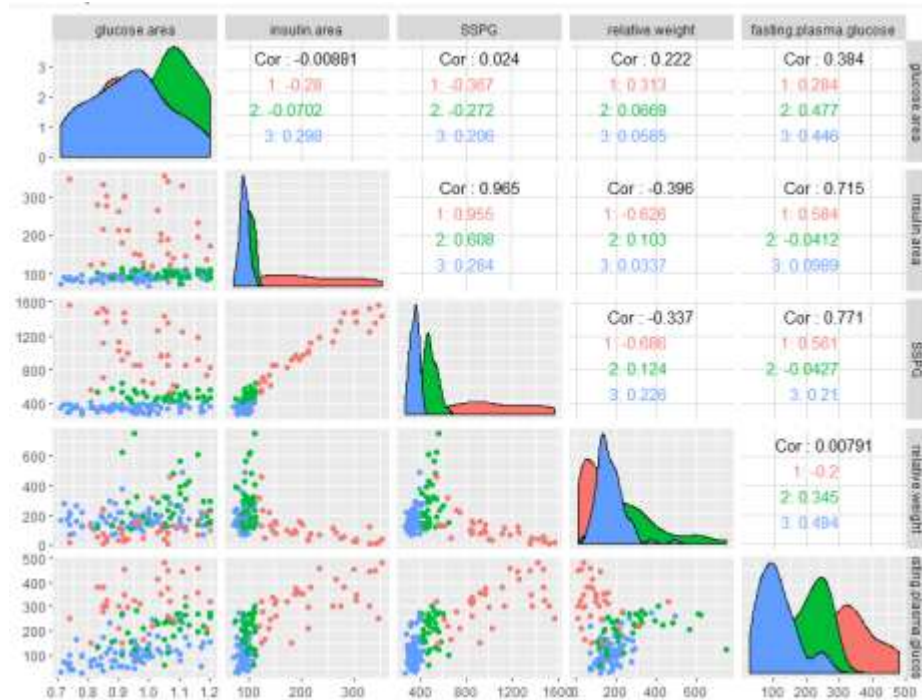 glucose.area insulin.area SSPG relative.weight fasting.plasma.glucose
Cor : -0.00881 Cor : 0.024 Cor : 0.222 Cor : 0.384
1: -0.28 1: -0.367 1: 0.313 1: 0.284
2: -0.0702 2: -0.272 2: 0.0669 2: 0.477
3: 0.298 3: 0.206 3: 0.0585 3: 0.446
3
2
1
0
glucose.area
Cor : 0.965 Cor : -0.396 Cor : 0.715
1: 0.955 1: -0.626 1: 0.584
2: 0.608 2: 0.103 2: -0.0412
3: 0.264 3: 0.0337 3: 0.0989
300
200
100
insulin.area
Cor : -0.337 Cor : 0.771
1: -0.686 1: 0.561
2: 0.124 2: -0.0427
3: 0.226 3: 0.21
1600
1200
800
400
SSPG
Cor : 0.00791
1: -0.2
2: 0.345
3: 0.494
600
400
200
0
relative.weight
500
400
300
200
100
0.7 0.8 0.9 1.0 1.1 1.2 100 200 300 400 800 1200 1600 0 200 400 600 100 200 300 400